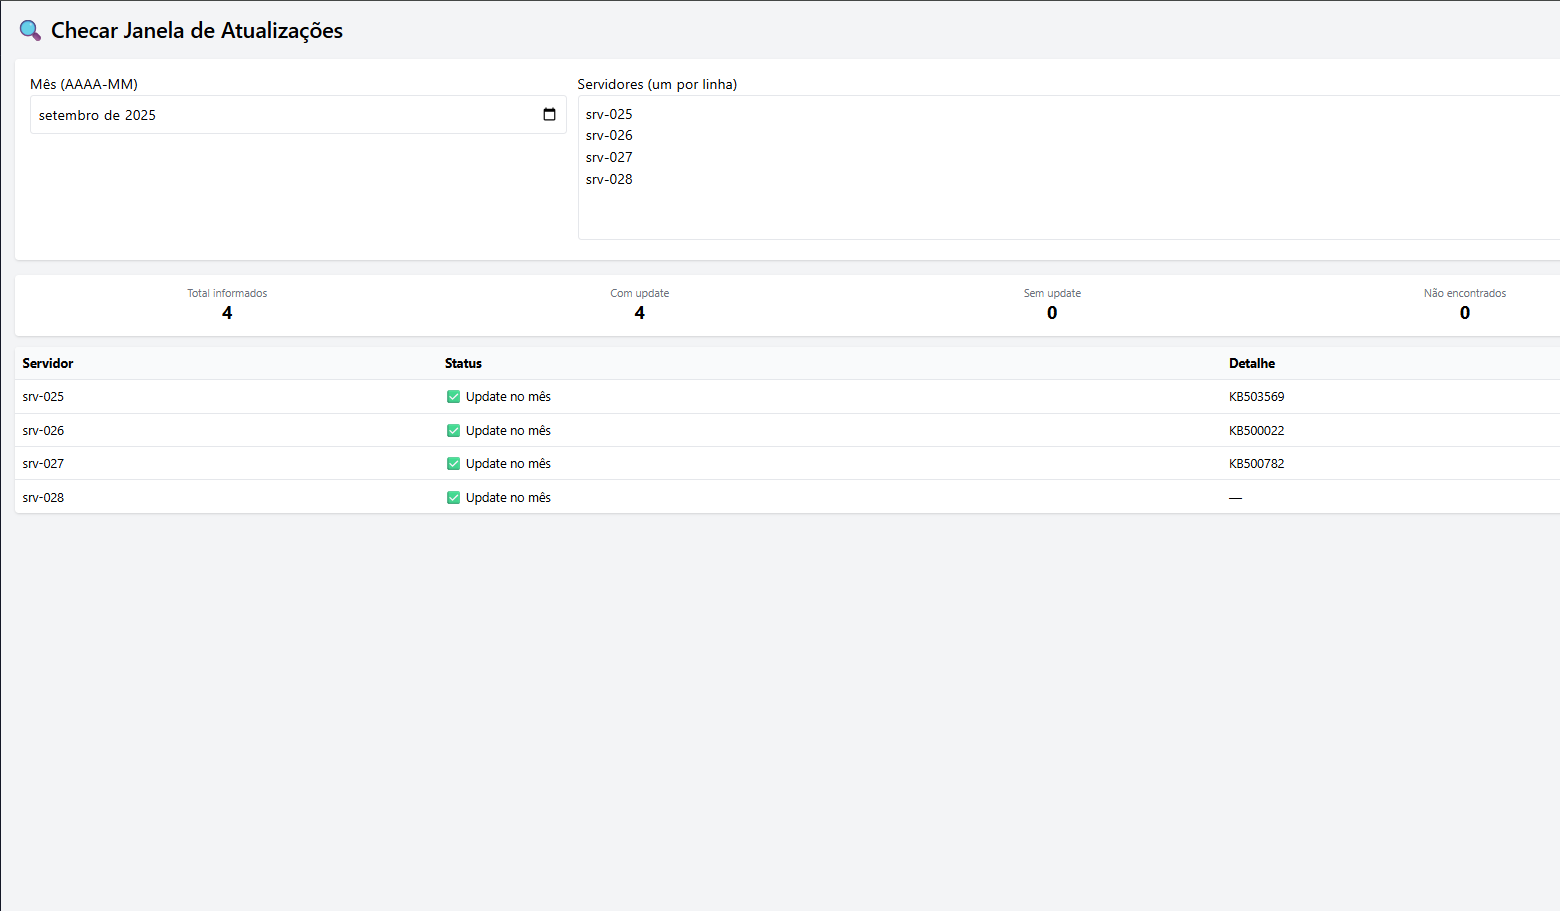 Checar Janela de Atualizações
Mês (AAAA-MM)
setembro de 2025
Servidores (um por linha)
srv-025
srv-026
srv-027
srv-028
Total informados
4
Com update
4
Sem update
0
Não encontrados
0
Servidor Status Detalhe
srv-025 Update no mês KB503569
srv-026 Update no mês KB500022
srv-027 Update no mês KB500782
srv-028 Update no mês —